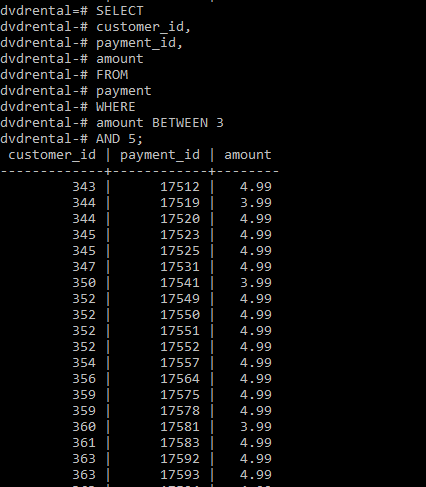 dvdrental=# SELECT
dvdrental-# customer_id,
dvdrental-# payment_id,
dvdrental-# amount
dvdrental-# FROM
dvdrental-# payment
dvdrental-# WHERE
dvdrental-# amount BETWEEN 3
dvdrental-# AND 5;
customer_id | payment_id | amount
-------------+------------+--------
343 | 17512 | 4.99
344 | 17519 | 3.99
344 | 17520 | 4.99
345 | 17523 | 4.99
345 | 17525 | 4.99
347 | 17531 | 4.99
350 | 17541 | 3.99
352 | 17549 | 4.99
352 | 17550 | 4.99
352 | 17551 | 4.99
352 | 17552 | 4.99
354 | 17557 | 4.99
356 | 17564 | 4.99
359 | 17575 | 4.99
359 | 17578 | 4.99
360 | 17581 | 3.99
361 | 17583 | 4.99
363 | 17592 | 4.99
363 | 17593 | 4.99